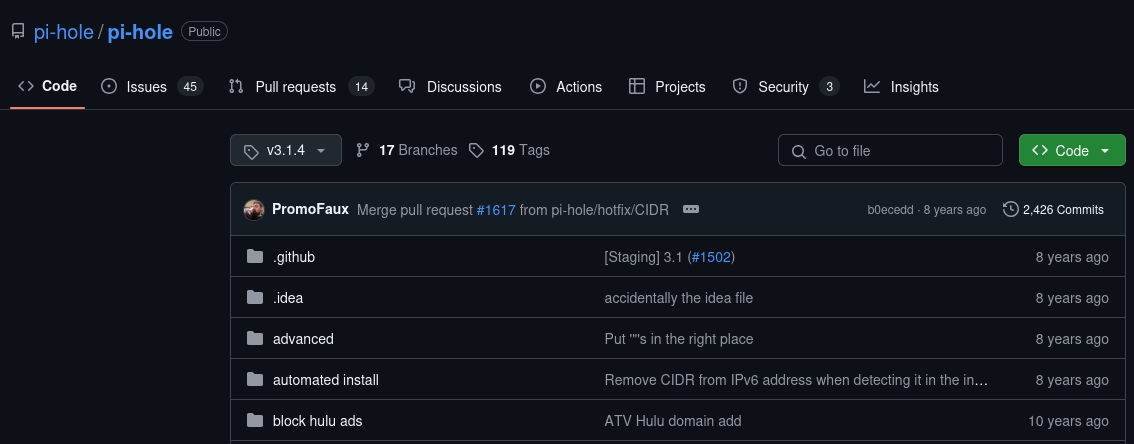 pi-hole / pi-hole Public
Code Issues 45 Pull requests 14 Discussions Actions Projects Security 3 Insights
v3.1.4 17 Branches 119 Tags Go to file Code
PromoFaux Merge pull request #1617 from pi-hole/hotfix/CIDR b0ecedd · 8 years ago 2,426 Commits
.github [Staging] 3.1 (#1502) 8 years ago
.idea accidentally the idea file 8 years ago
advanced Put ""s in the right place 8 years ago
automated install Remove CIDR from IPv6 address when detecting it in the in… 8 years ago
block hulu ads ATV Hulu domain add 10 years ago